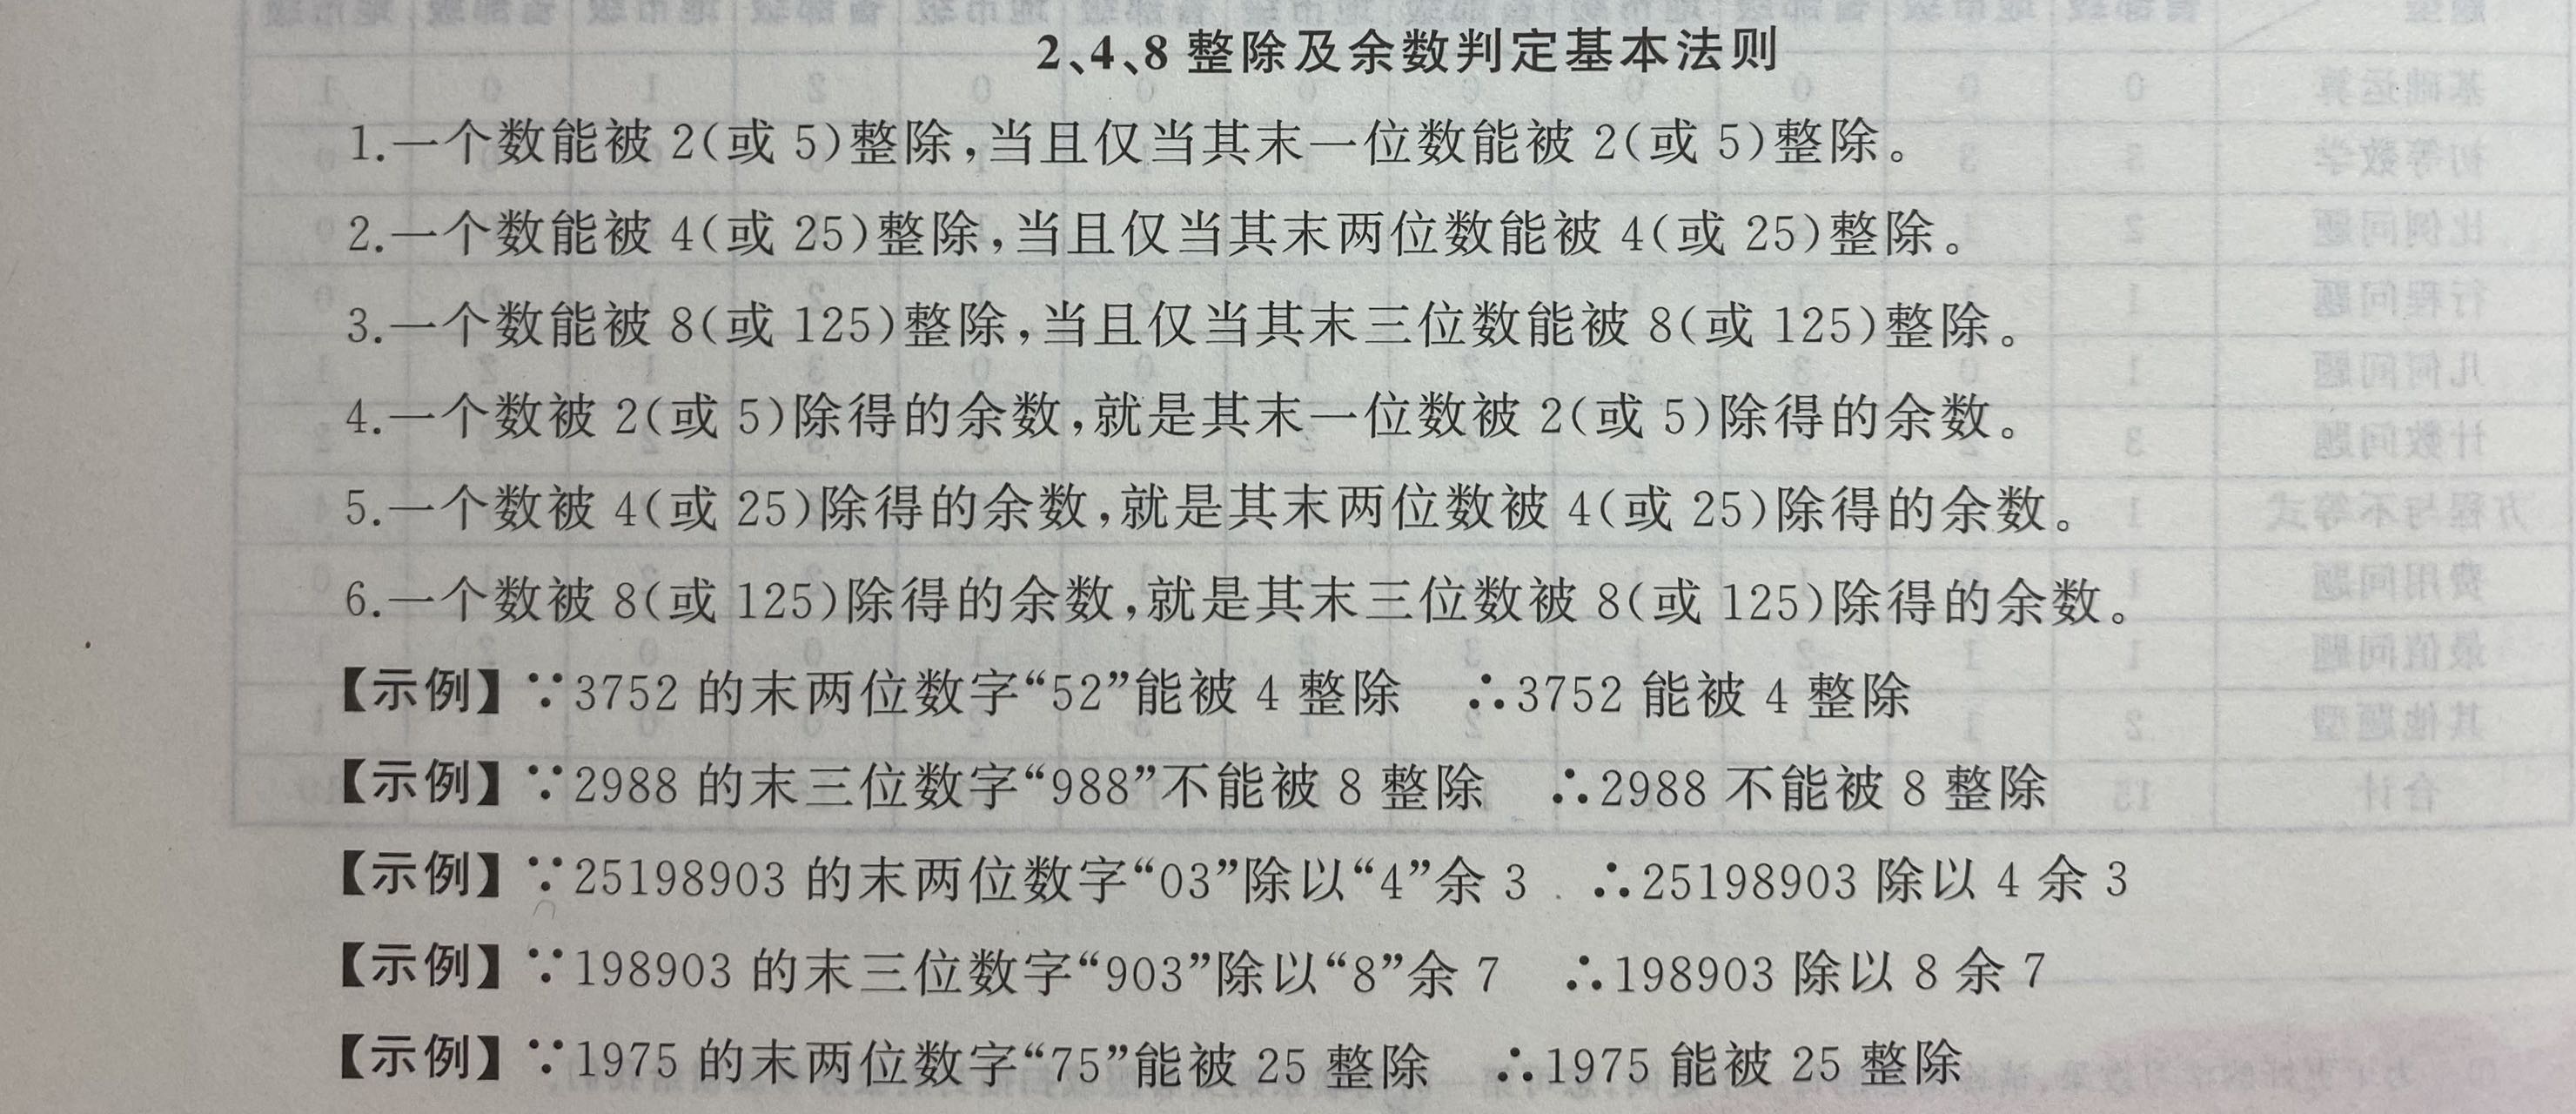 2、4、8 整除及余数判定基本法则
1.一个数能被 2(或 5)整除,当且仅当其末一位数能被 2(或 5)整除。
2.一个数能被 4(或 25)整除,当且仅当其末两位数能被 4(或 25)整除。
3.一个数能被 8(或 125)整除,当且仅当其末三位数能被 8(或 125)整除。
4.一个数被 2(或 5)除得的余数,就是其末一位数被 2(或 5)除得的余数。
5.一个数被 4(或 25)除得的余数,就是其末两位数被 4(或 25)除得的余数。
6.一个数被 8(或 125)除得的余数,就是其末三位数被 8(或 125)除得的余数。
【示例】∵3752 的末两位数字“52”能被 4 整除 ∴3752 能被 4 整除
【示例】∵2988 的末三位数字“988”不能被 8 整除 ∴2988 不能被 8 整除
【示例】∵25198903 的末两位数字“03”除以“4”余 3 ∴25198903 除以 4 余 3
【示例】∵198903 的末三位数字“903”除以“8”余 7 ∴198903 除以 8 余 7
【示例】∵1975 的末两位数字“75”能被 25 整除 ∴1975 能被 25 整除